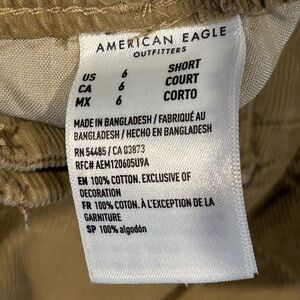 AMERICAN EAGLE
OUTFITTERS
US 6 SHORT
CA 6 COURT
MX 6 CORTO
MADE IN BANGLADESH / FABRIQUÉ AU
BANGLADESH / HECHO EN BANGLADESH
RN 54485 / CA 03873
RFC# AEM120605U9A
EN 100% COTTON. EXCLUSIVE OF
DECORATION
FR 100% COTON. À L'EXCEPTION DE LA
GARNITURE
SP 100% algodón